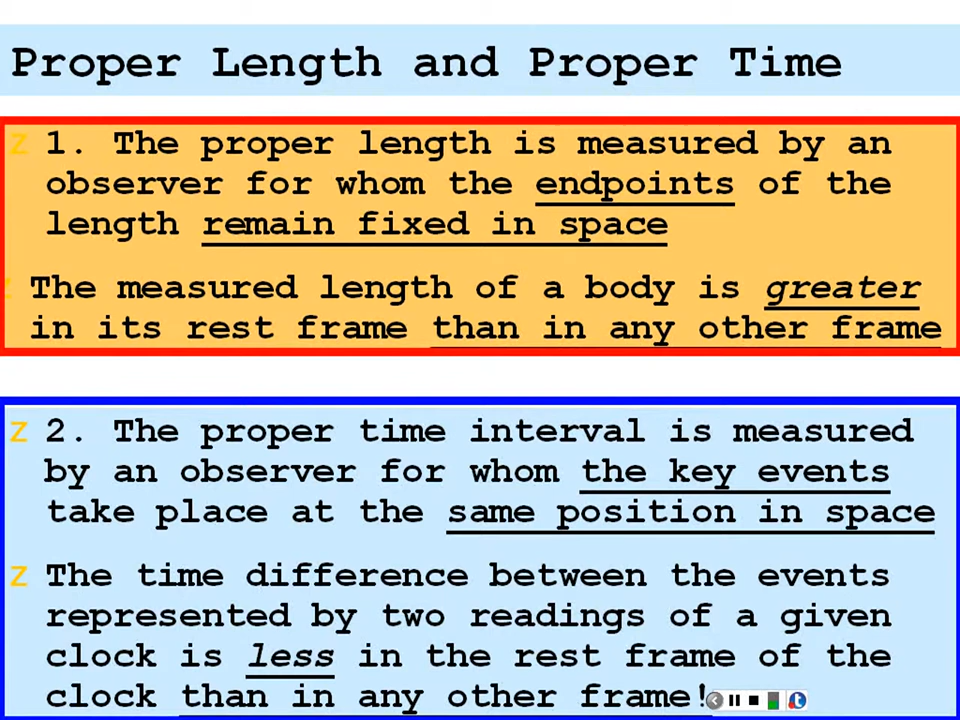 Proper Length and Proper Time
z 1. The proper length is measured by an
observer for whom the endpoints of the
length remain fixed in space
z The measured length of a body is greater
in its rest frame than in any other frame
z 2. The proper time interval is measured
by an observer for whom the key events
take place at the same position in space
z The time difference between the events
represented by two readings of a given
clock is less in the rest frame of the
clock than in any other frame!